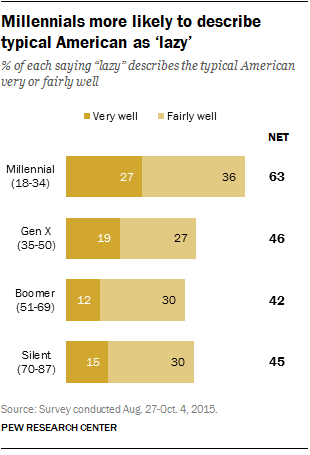 Millennials more likely to describe
typical American as ‘lazy’
% of each saying “lazy” describes the typical American
very or fairly well
Very well Fairly well
NET
Millennial
(18-34)
27 36 63
Gen X
(35-50)
19 27 46
Boomer
(51-69)
12 30 42
Silent
(70-87)
15 30 45
Source: Survey conducted Aug. 27-Oct. 4, 2015.
PEW RESEARCH CENTER